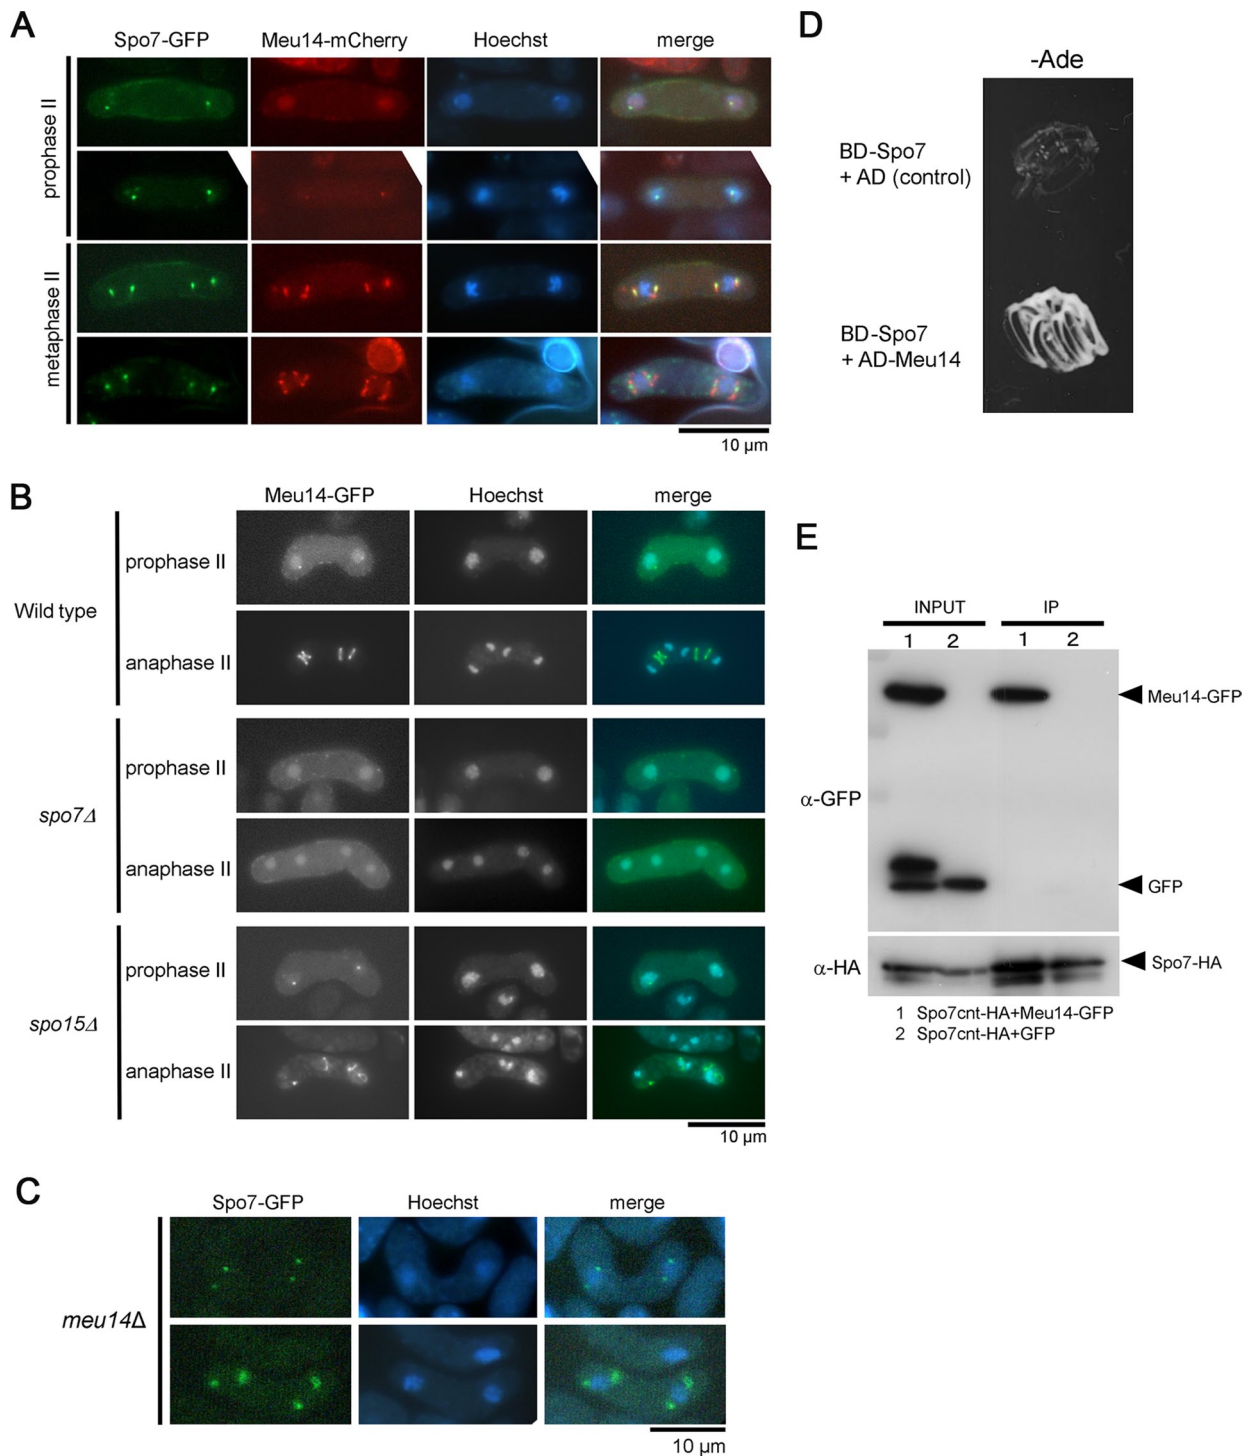 A
Spo7-GFP Meu14-mCherry Hoechst merge
prophase II
metaphase II
10 µm
B
Meu14-GFP Hoechst merge
Wild type
prophase II
anaphase II
spo7Δ
prophase II
anaphase II
spo15Δ
prophase II
anaphase II
10 µm
C
Spo7-GFP Hoechst merge
meu14Δ
10 µm
D
-Ade
BD-Spo7
+ AD (control)
BD-Spo7
+ AD-Meu14
E
INPUT IP
1 2 1 2
Meu14-GFP
α-GFP
GFP
α-HA
Spo7-HA
1 Spo7cnt-HA+Meu14-GFP
2 Spo7cnt-HA+GFP